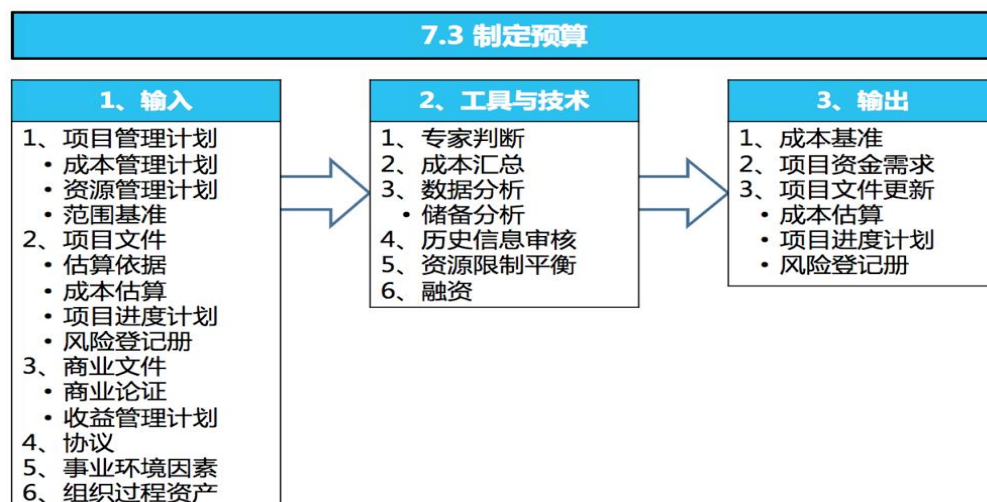 7.3 制定预算
1、输入
1、项目管理计划
• 成本管理计划
• 资源管理计划
• 范围基准
2、项目文件
• 估算依据
• 成本估算
• 项目进度计划
• 风险登记册
3、商业文件
• 商业论证
• 收益管理计划
4、协议
5、事业环境因素
6、组织过程资产
2、工具与技术
1、专家判断
2、成本汇总
3、数据分析
• 储备分析
4、历史信息审核
5、资源限制平衡
6、融资
3、输出
1、成本基准
2、项目资金需求
3、项目文件更新
• 成本估算
• 项目进度计划
• 风险登记册